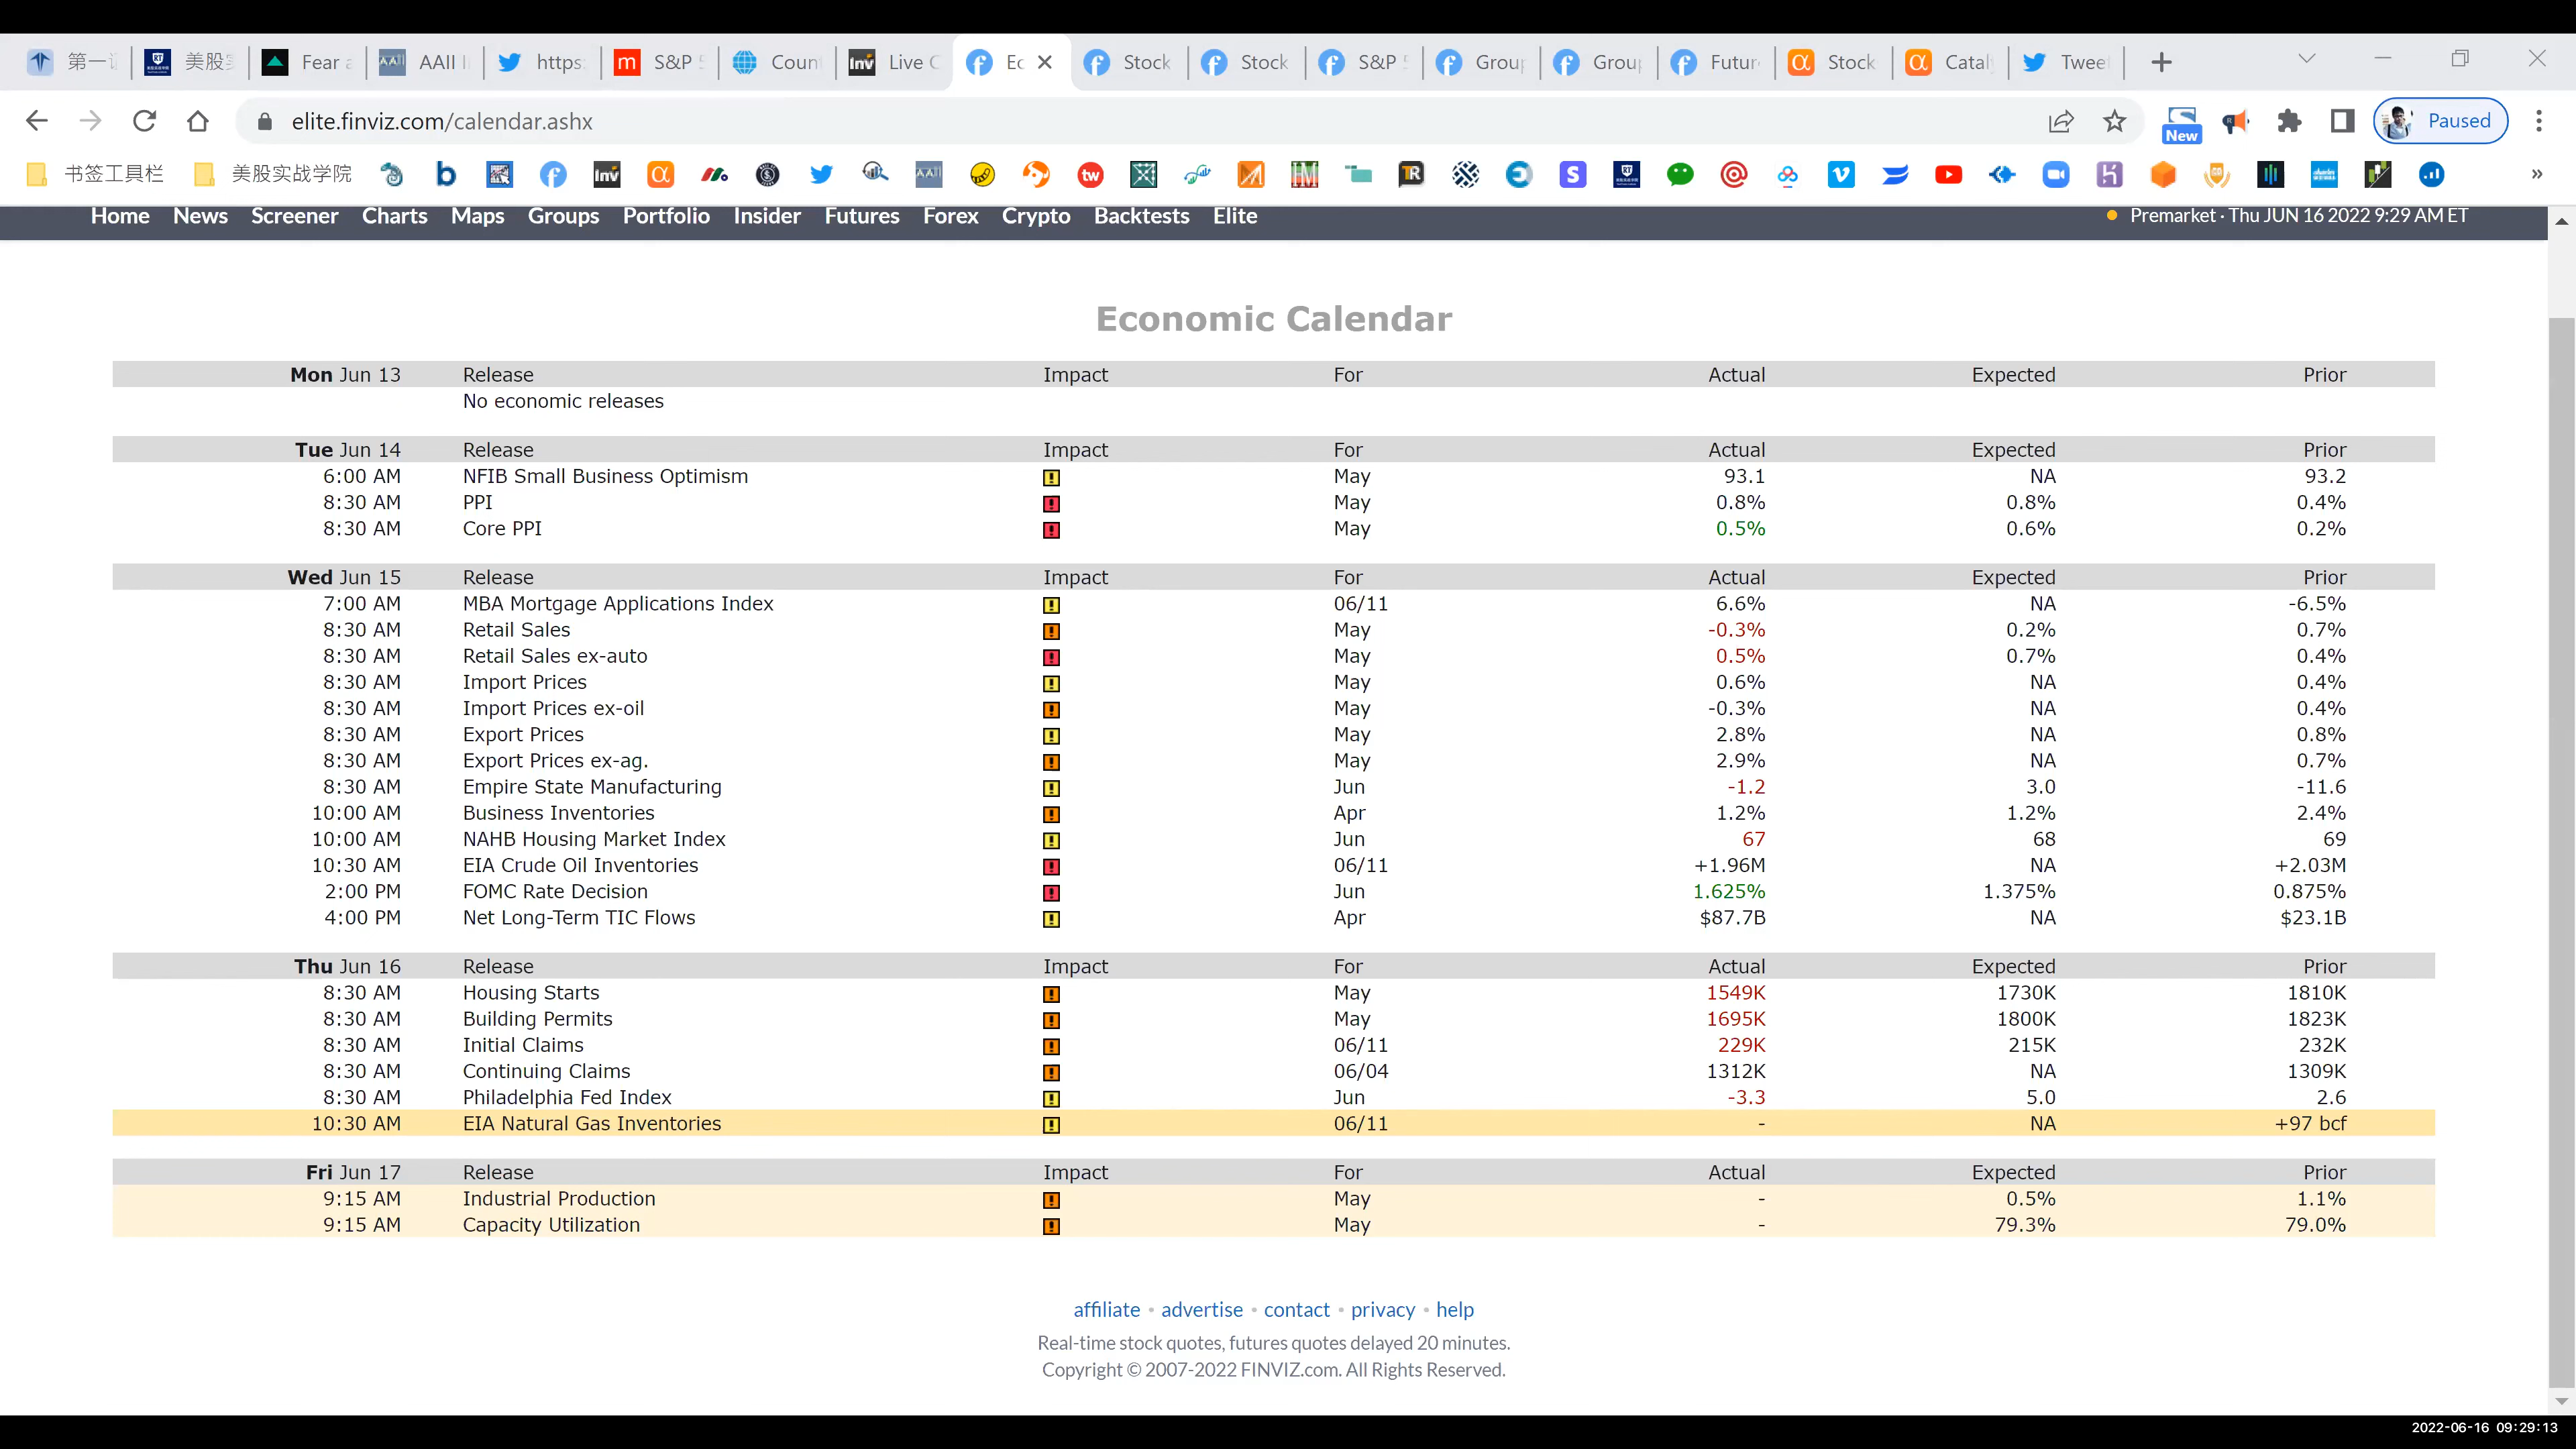 第一 美股 Fear AAII https: S&P Coun Live Ec Stock Stock S&P Grou Grou Futur Stock Catal Twee
elite.finviz.com/calendar.ashx New Paused
书签工具栏 美股实战学院
Home News Screener Charts Maps Groups Portfolio Insider Futures Forex Crypto Backtests Elite Premarket · Thu JUN 16 2022 9:29 AM ET
Economic Calendar
Mon Jun 13 Release Impact For Actual Expected Prior
No economic releases
Tue Jun 14 Release Impact For Actual Expected Prior
6:00 AM NFIB Small Business Optimism May 93.1 NA 93.2
8:30 AM PPI May 0.8% 0.8% 0.4%
8:30 AM Core PPI May 0.5% 0.6% 0.2%
Wed Jun 15 Release Impact For Actual Expected Prior
7:00 AM MBA Mortgage Applications Index 06/11 6.6% NA -6.5%
8:30 AM Retail Sales May -0.3% 0.2% 0.7%
8:30 AM Retail Sales ex-auto May 0.5% 0.7% 0.4%
8:30 AM Import Prices May 0.6% NA 0.4%
8:30 AM Import Prices ex-oil May -0.3% NA 0.4%
8:30 AM Export Prices May 2.8% NA 0.8%
8:30 AM Export Prices ex-ag. May 2.9% NA 0.7%
8:30 AM Empire State Manufacturing Jun -1.2 3.0 -11.6
10:00 AM Business Inventories Apr 1.2% 1.2% 2.4%
10:00 AM NAHB Housing Market Index Jun 67 68 69
10:30 AM EIA Crude Oil Inventories 06/11 +1.96M NA +2.03M
2:00 PM FOMC Rate Decision Jun 1.625% 1.375% 0.875%
4:00 PM Net Long-Term TIC Flows Apr $87.7B NA $23.1B
Thu Jun 16 Release Impact For Actual Expected Prior
8:30 AM Housing Starts May 1549K 1730K 1810K
8:30 AM Building Permits May 1695K 1800K 1823K
8:30 AM Initial Claims 06/11 229K 215K 232K
8:30 AM Continuing Claims 06/04 1312K NA 1309K
8:30 AM Philadelphia Fed Index Jun -3.3 5.0 2.6
10:30 AM EIA Natural Gas Inventories 06/11 - NA +97 bcf
Fri Jun 17 Release Impact For Actual Expected Prior
9:15 AM Industrial Production May - 0.5% 1.1%
9:15 AM Capacity Utilization May - 79.3% 79.0%
affiliate • advertise • contact • privacy • help
Real-time stock quotes, futures quotes delayed 20 minutes.
Copyright © 2007-2022 FINVIZ.com. All Rights Reserved.
2022-06-16 09:29:13